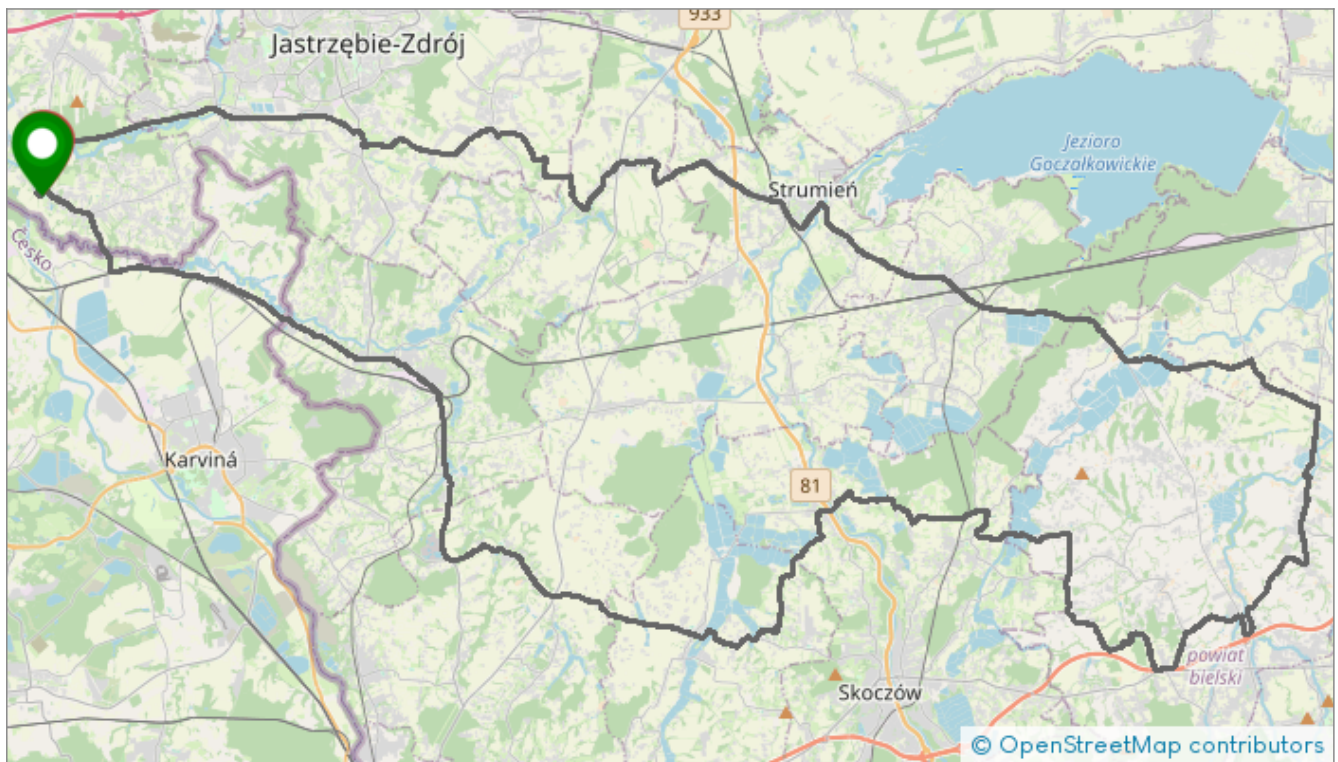 933
Jastrzębie-Zdrój
Jezioro
Goczałkowickie
Strumień
Česko
Karviná
81
powiat
bielski
Skoczów
© OpenStreetMap contributors